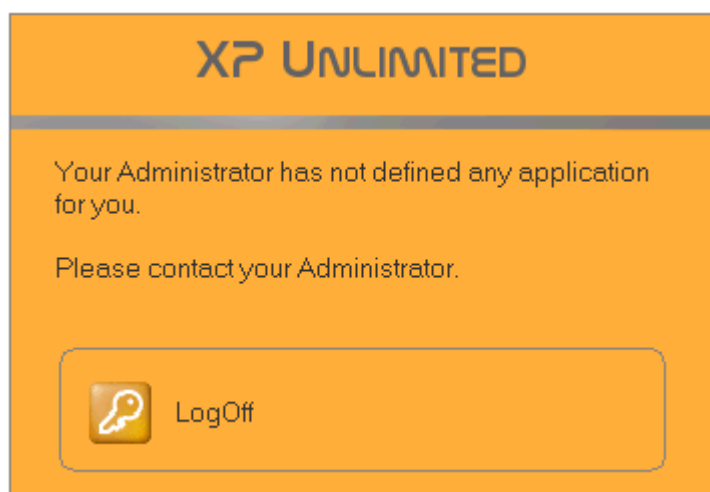 XP UNLIMITED
Your Administrator has not defined any application
for you.
Please contact your Administrator.
LogOff